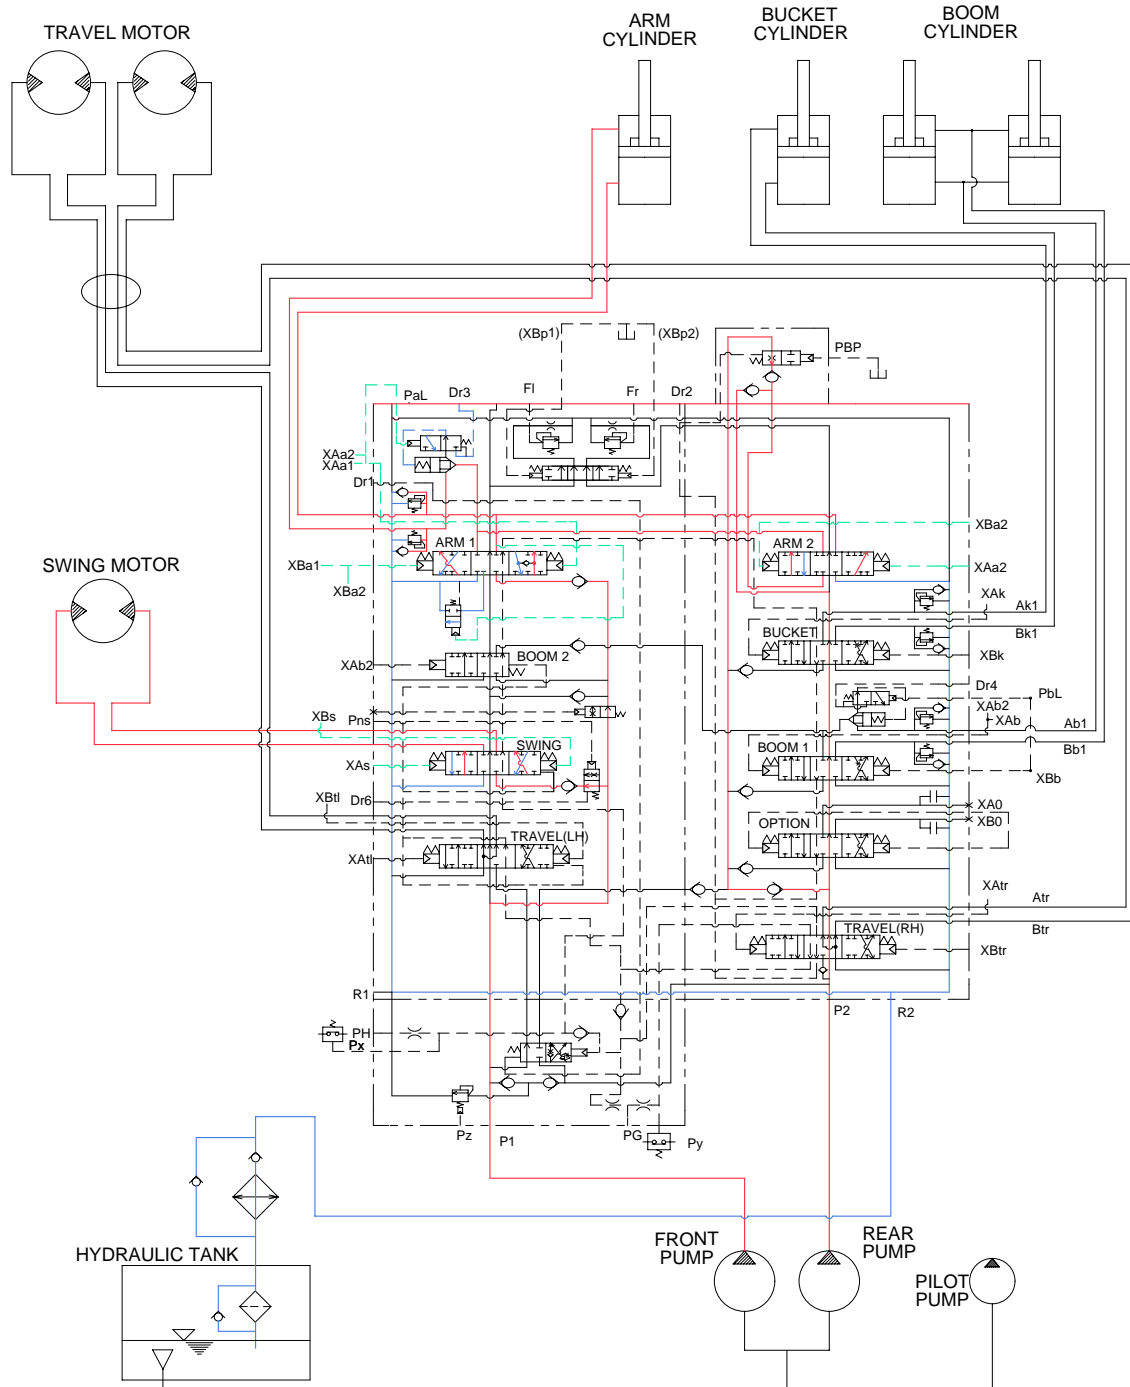 TRAVEL MOTOR
ARM
CYLINDER
BUCKET
CYLINDER
BOOM
CYLINDER
(XBp1)
(XBp2)
PBP
PaL
Dr3
Fl
Fr
Dr2
XAa2
XAa1
Dr1
ARM 1
ARM 2
XBa2
XBa1
XBa2
XAa2
XAk
Ak1
Bk1
SWING MOTOR
BUCKET
XBk
XAb2
BOOM 2
Dr4
PbL
XAb2
XAb
Ab1
XBs
Pns
SWING
BOOM 1
Bb1
XAs
XBb
XBtl
Dr6
XA0
XB0
OPTION
TRAVEL(LH)
XAtl
XAtr
Atr
Btr
TRAVEL(RH)
XBtr
R1
P2
R2
PH
Px
Pz
P1
PG
Py
HYDRAULIC TANK
FRONT
PUMP
REAR
PUMP
PILOT
PUMP